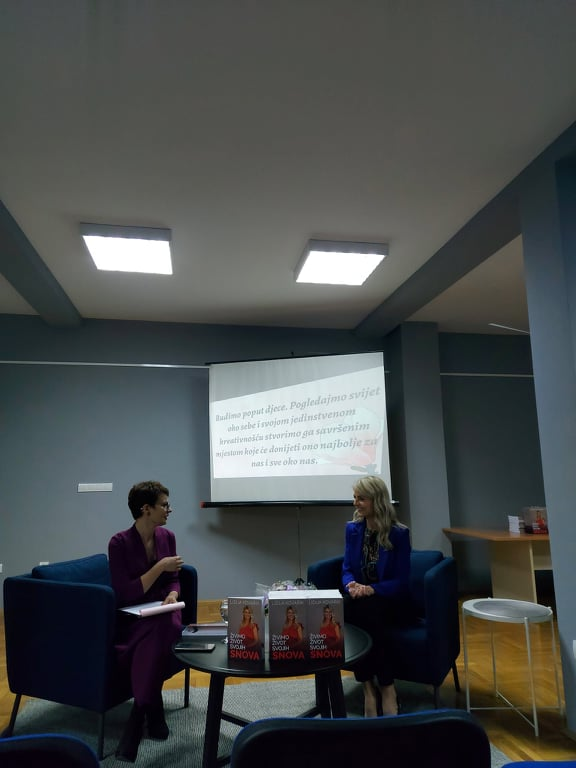 Budimo poput djece. Pogledajmo svijet
oko sebe i svojom jedinstvenom
kreativnošću stvorimo ga savršenim
mjestom koje će donijeti ono najbolje za
nas i sve oko nas.
ŽIVIMO
ŽIVOT
SVOJIH
SNOVA
ŽIVIMO
ŽIVOT
SVOJIH
SNOVA
ŽIVIMO
ŽIVOT
SVOJIH
SNOVA